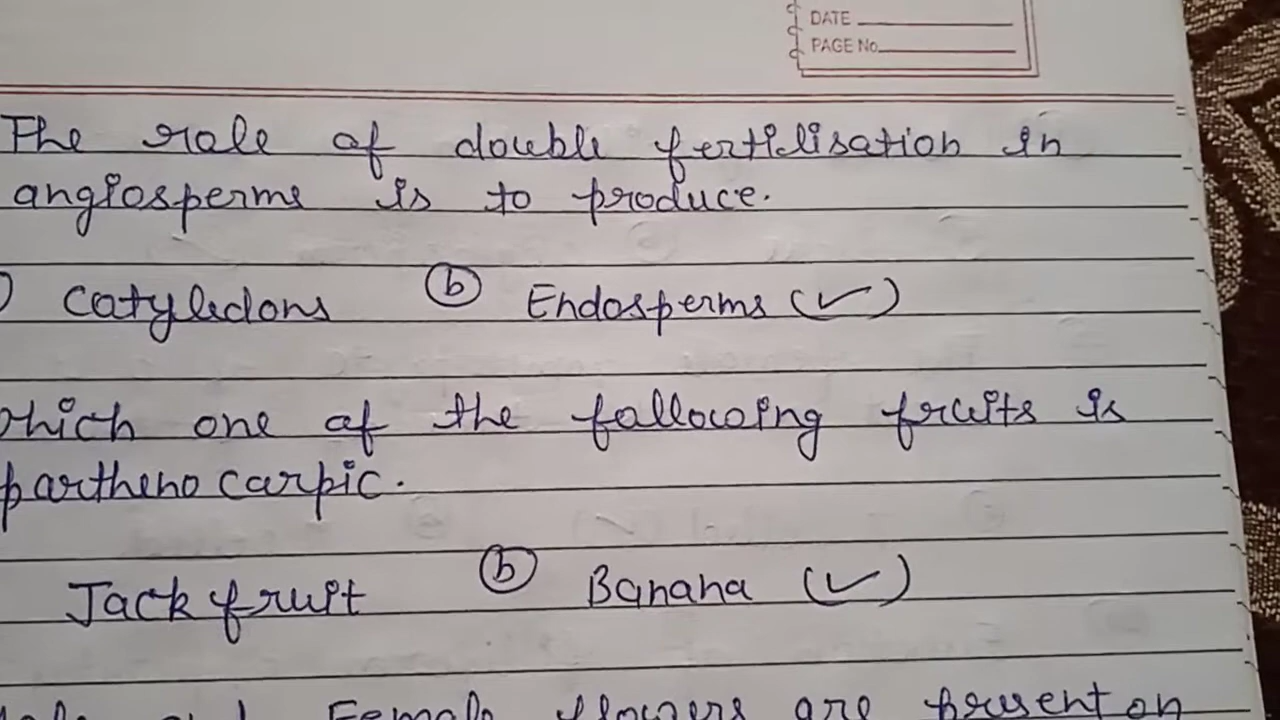 DATE
PAGE No.
The role of double fertilisation in
angiosperms is to produce.
Cotyledons (b) Endosperms (✓)
Which one of the following fruits is
parthenocarpic.
Jack fruit (b) Banana (✓)
Female flowers are present on